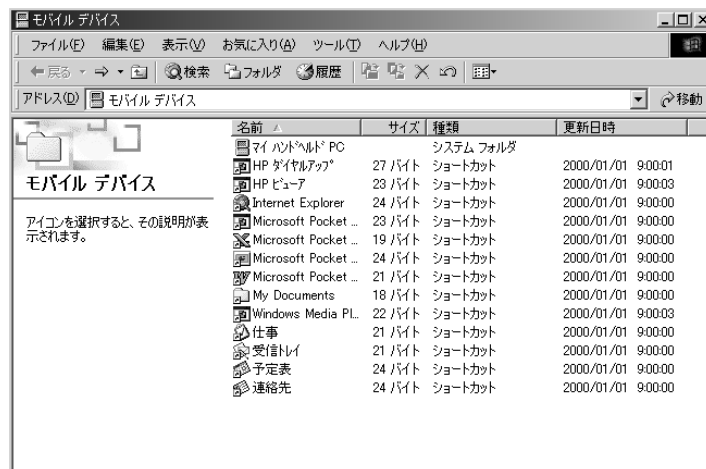 モバイル デバイス
ファイル(F) 編集(E) 表示(V) お気に入り(A) ツール(T) ヘルプ(H)
戻る 検索 フォルダ 履歴
アドレス(D) モバイル デバイス 移動
名前 サイズ 種類 更新日時
マイ ハンドヘルド PC システム フォルダ
HP ダイヤルアップ 27 バイト ショートカット 2000/01/01 9:00:01
HP ビューア 23 バイト ショートカット 2000/01/01 9:00:03
Internet Explorer 24 バイト ショートカット 2000/01/01 9:00:00
Microsoft Pocket ... 23 バイト ショートカット 2000/01/01 9:00:00
Microsoft Pocket ... 19 バイト ショートカット 2000/01/01 9:00:00
Microsoft Pocket ... 24 バイト ショートカット 2000/01/01 9:00:00
Microsoft Pocket ... 21 バイト ショートカット 2000/01/01 9:00:00
My Documents 18 バイト ショートカット 2000/01/01 9:00:00
Windows Media Pl... 22 バイト ショートカット 2000/01/01 9:00:03
仕事 21 バイト ショートカット 2000/01/01 9:00:00
受信トレイ 21 バイト ショートカット 2000/01/01 9:00:00
予定表 24 バイト ショートカット 2000/01/01 9:00:00
連絡先 24 バイト ショートカット 2000/01/01 9:00:00
モバイル デバイス
アイコンを選択すると、その説明が表
示されます。